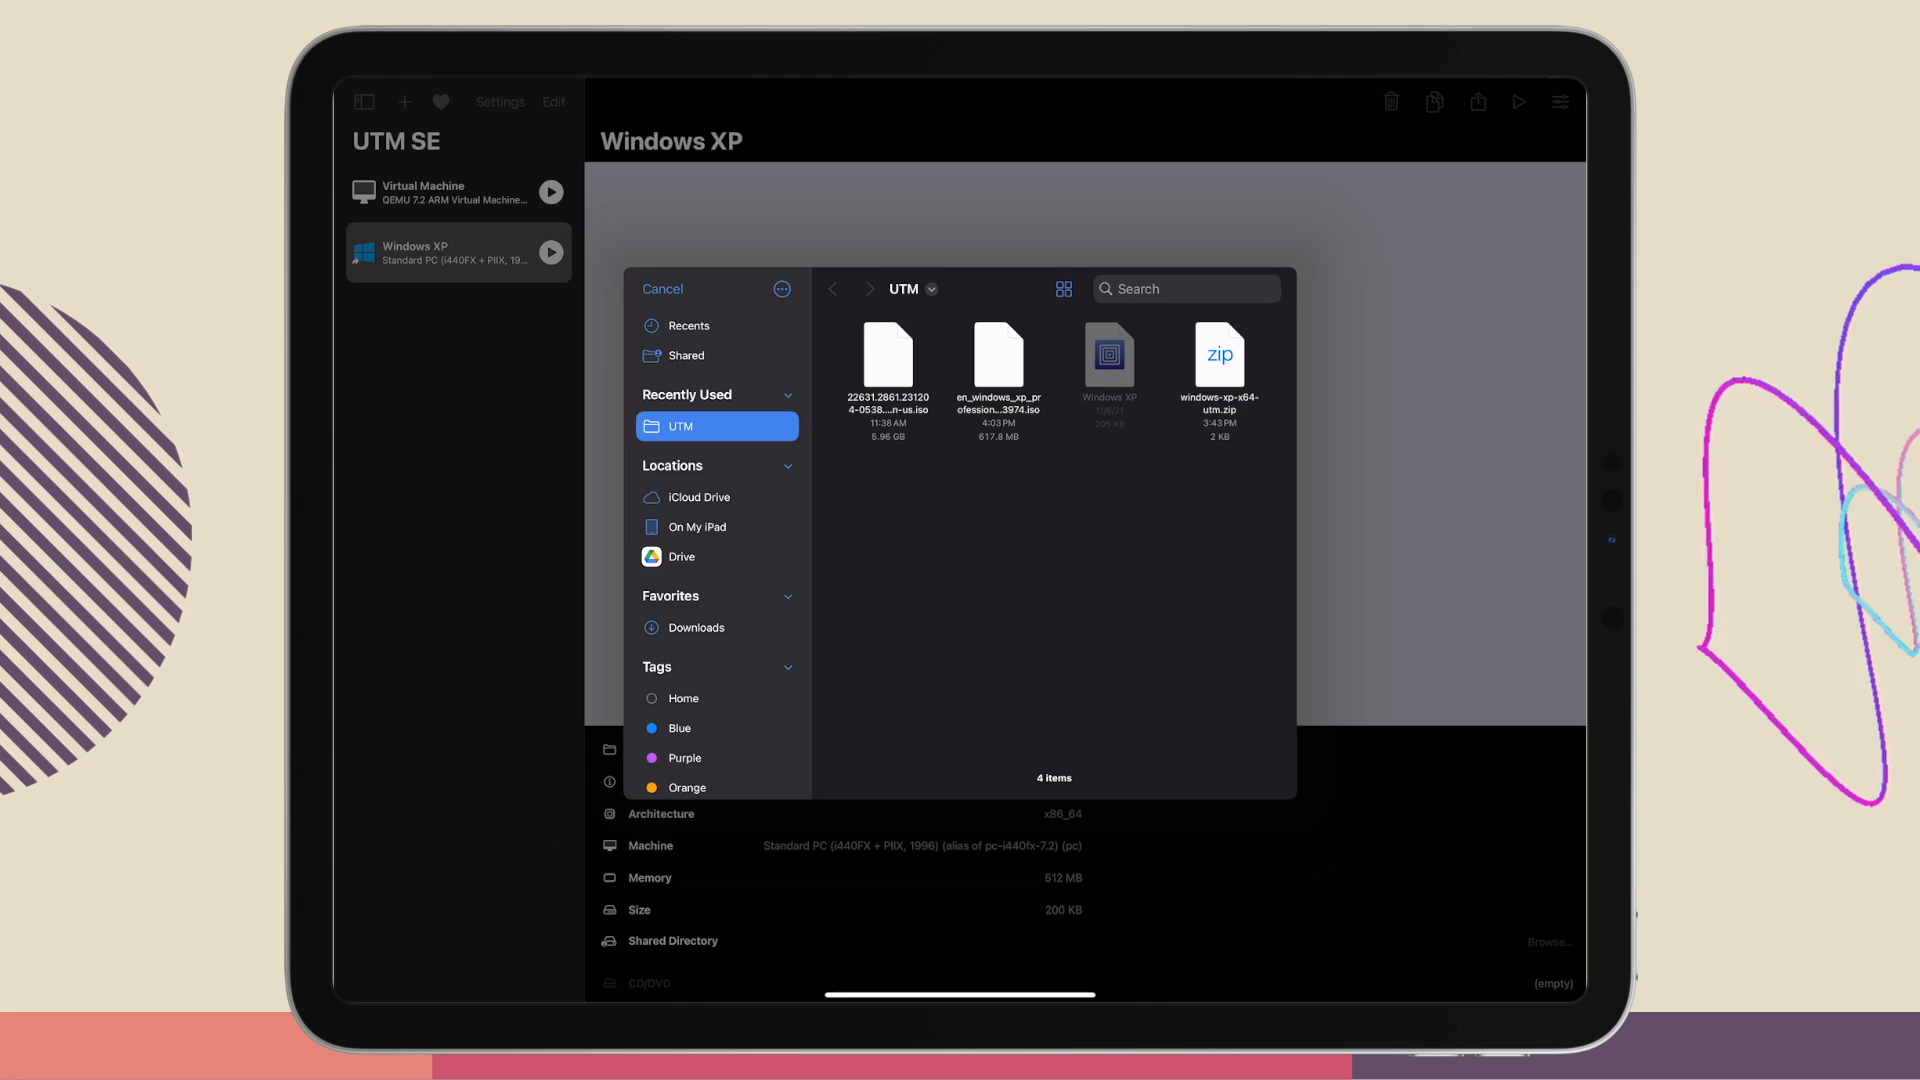 Settings
Edit
UTM SE
Windows XP
Virtual Machine
QEMU 7.2 ARM Virtual Machine...
Windows XP
Standard PC (i440FX + PIIX, 19...
Cancel
UTM
Search
Recents
Shared
Recently Used
UTM
Locations
iCloud Drive
On My iPad
Drive
Favorites
Downloads
Tags
Home
Blue
Purple
Orange
22631.2861.23120
4-0538....n-us.iso
11:38 AM
5.96 GB
en_windows_xp_pr
ofession...3974.iso
4:03 PM
617.8 MB
Windows XP
11/6/21
205 KB
zip
windows-xp-x64-
utm.zip
3:43 PM
2 KB
4 items
Architecture x86_64
Machine Standard PC (i440FX + PIIX, 1996) (alias of pc-i440fx-7.2) (pc)
Memory 512 MB
Size 200 KB
Shared Directory Browse...
CD/DVD (empty)